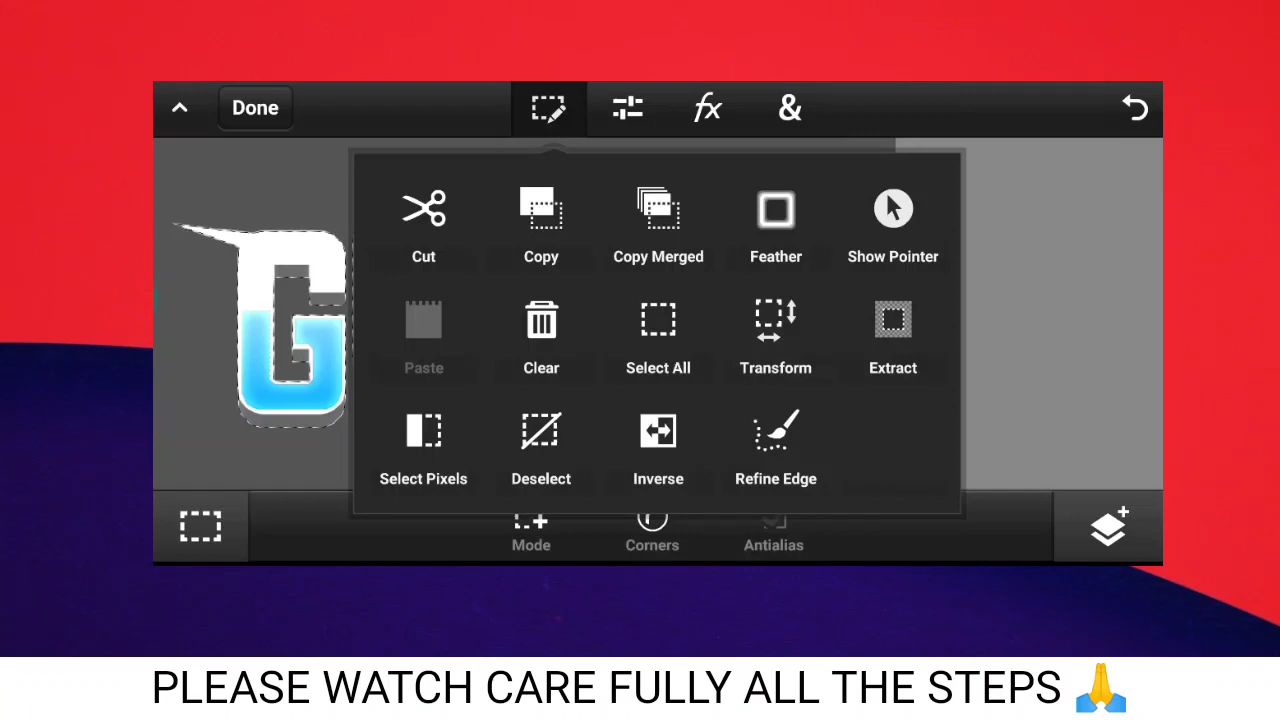 Done
fx
&
Cut
Copy
Copy Merged
Feather
Show Pointer
Paste
Clear
Select All
Transform
Extract
Select Pixels
Deselect
Inverse
Refine Edge
G
Mode
Corners
Antialias
PLEASE WATCH CARE FULLY ALL THE STEPS 🙏